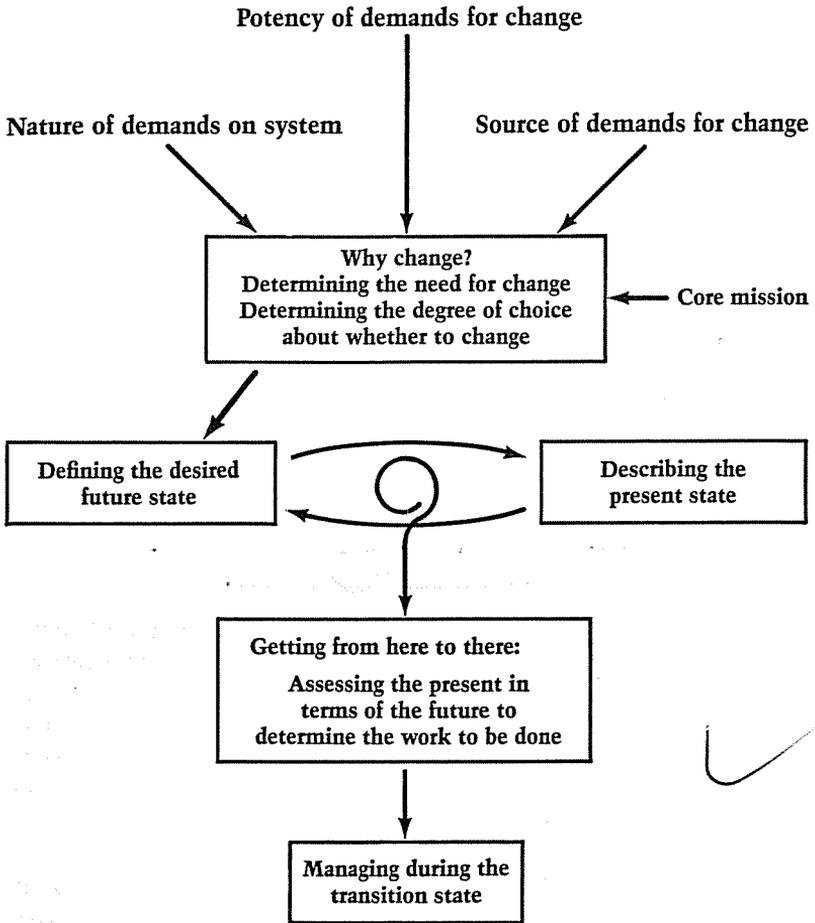 Potency of demands for change
Nature of demands on system
Source of demands for change
Why change?
Determining the need for change
Determining the degree of choice
about whether to change
Core mission
Defining the desired
future state
Describing the
present state
Getting from here to there:
Assessing the present in
terms of the future to
determine the work to be done
Managing during the
transition state